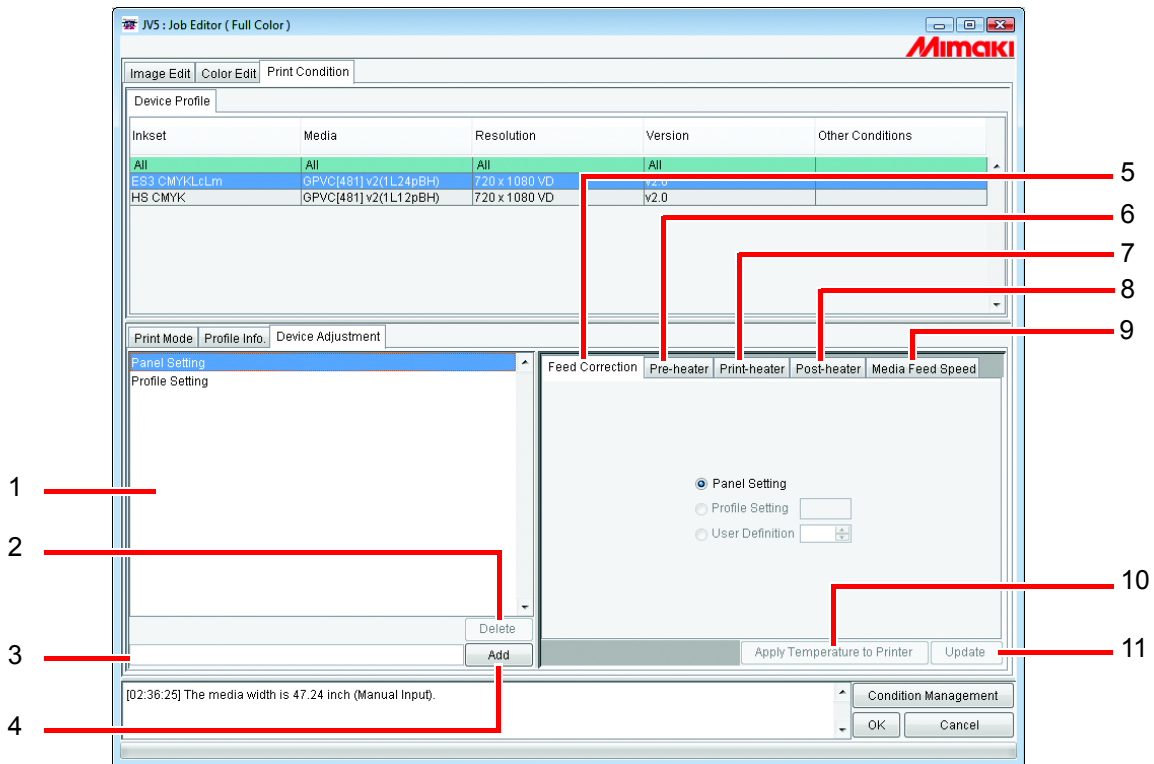 JV5 : Job Editor ( Full Color )
Mimaki
Image Edit Color Edit Print Condition
Device Profile
Inkset Media Resolution Version Other Conditions
All All All All
ES3 CMYKLcLm GPVC[481] v2(1L24pBH) 720 x 1080 VD v2.0
HS CMYK GPVC[481] v2(1L12pBH) 720 x 1080 VD v2.0
5
6
7
8
9
Print Mode Profile Info. Device Adjustment
Panel Setting
Profile Setting
Feed Correction Pre-heater Print-heater Post-heater Media Feed Speed
1
Panel Setting
Profile Setting
User Definition
2
10
Delete
3
Add
Apply Temperature to Printer Update
11
[02:36:25] The media width is 47.24 inch (Manual Input).
Condition Management
4
OK Cancel